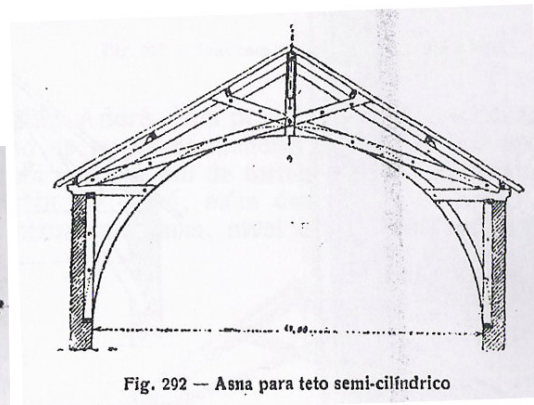 Fig. 292 — Asna para teto semi-cilíndrico